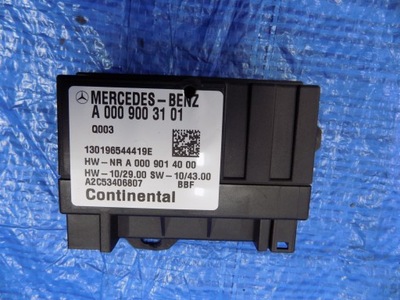 MERCEDES-BENZ
A 000 900 31 01
Q003
130196544419E
HW-NR A 000 901 40 00
HW-10/29.00 SW-10/43.00
A2C53406807 BBF
Continental